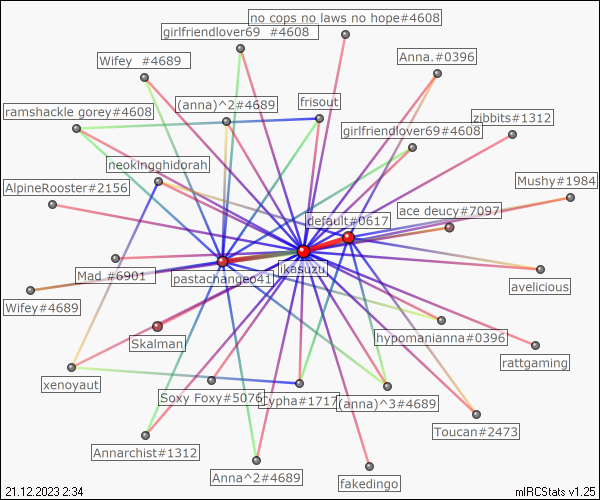 no cops no laws no hope#4608
girlfriendlover69 #4608
Wifey #4689
Anna.#0396
ramshackle gorey#4608
(anna)^2#4689
frisout
zibbits#1312
girlfriendlover69#4608
neokingghidorah
AlpineRooster#2156
Mushy#1984
default#0617
ace deucy#7097
Mad #6901
pastachangeo41
ikasuzu
avelicious
Wifey#4689
Skalman
hypomanianna#0396
rattgaming
xenoyaut
Soxy Foxy#5076
Cypha#1717
(anna)^3#4689
Toucan#2473
Annarchist#1312
Anna^2#4689
fakedingo
21.12.2023 2:34
mIRCStats v1.25